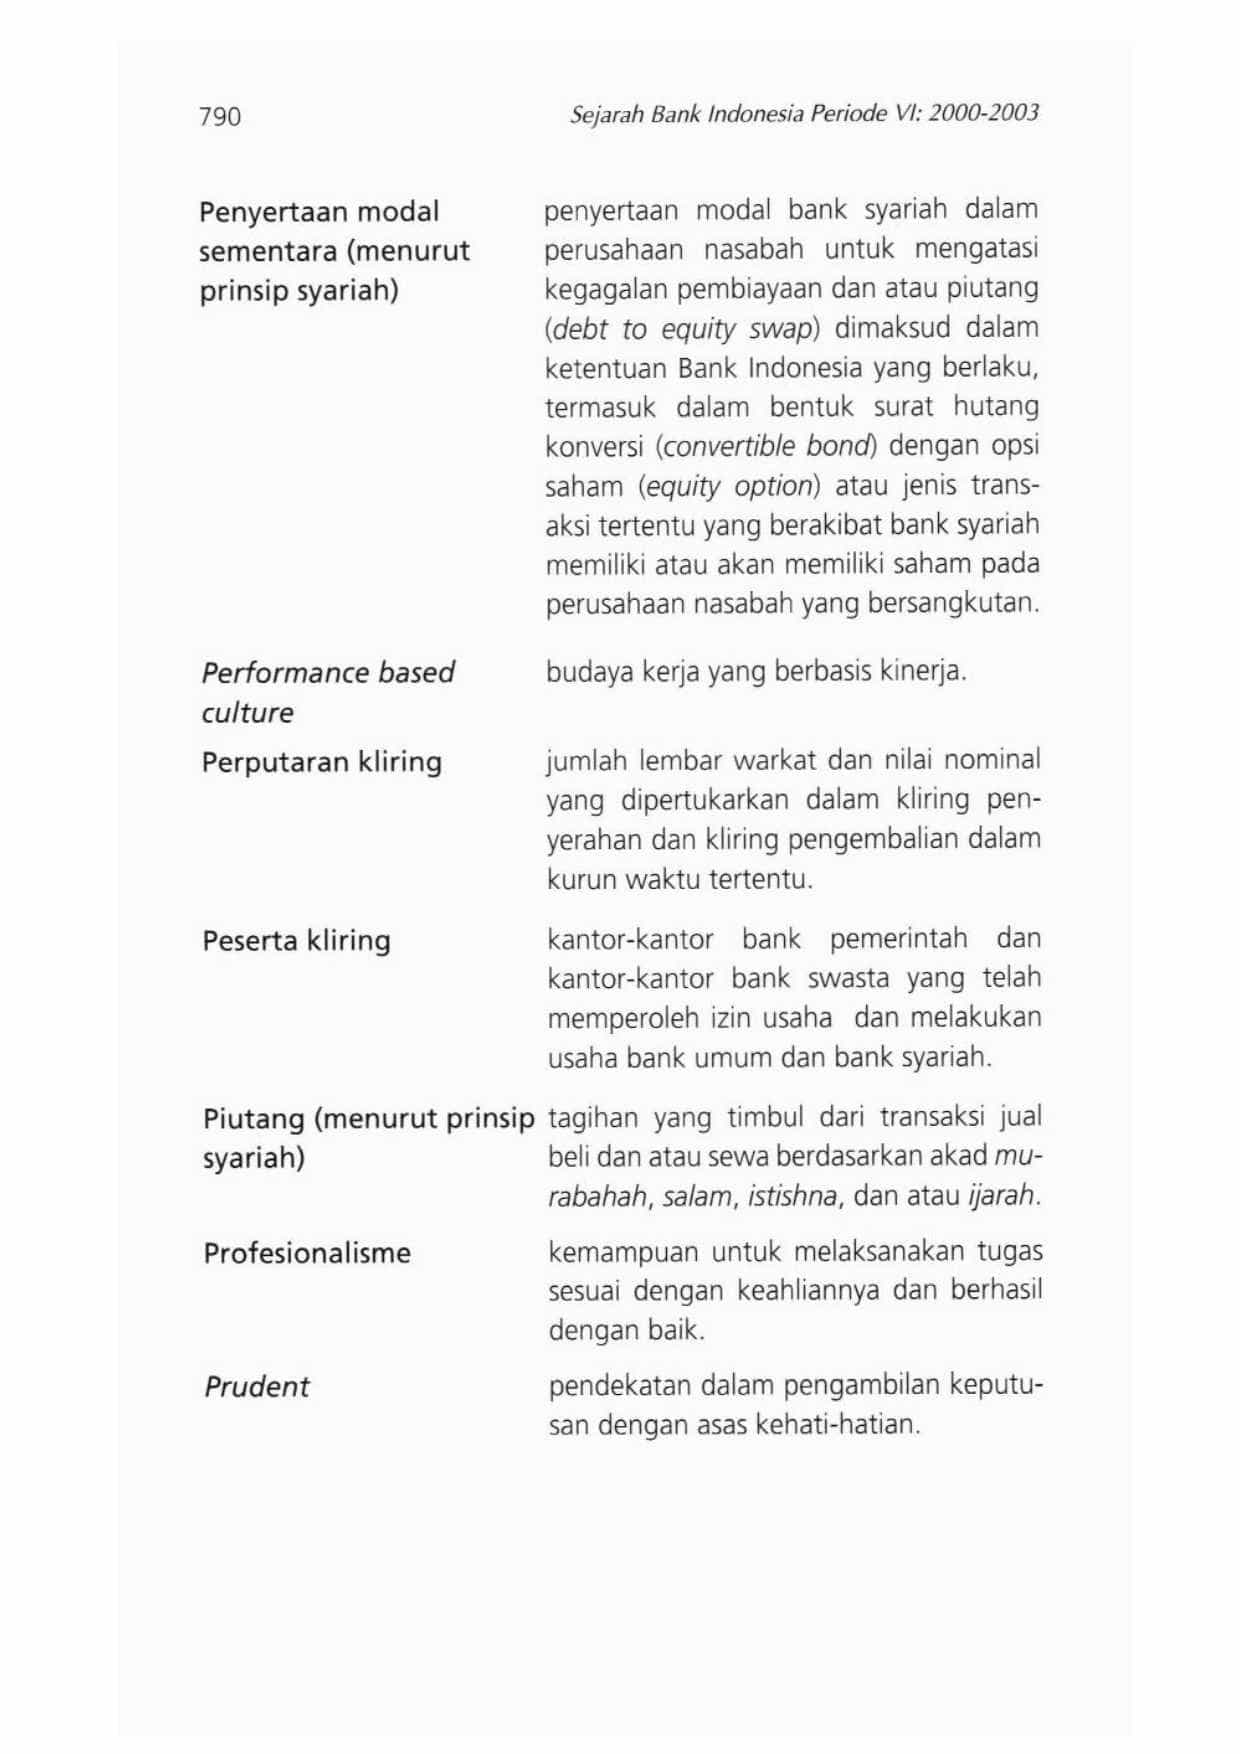 790 Sejarah Bank Indonesia Periode VI: 2000-2003
Penyertaan modal penyertaan modal bank syariah dalam
sementara (menurut perusahaan nasabah untuk mengatasi
prinsip syariah) kegagalan pembiayaan dan atau piutang
(debt to equity swap) dimaksud dalam
ketentuan Bank Indonesia yang berlaku,
termasuk dalam bentuk surat hutang
konversi (convertible bond) dengan opsi
saham (equity option) atau jenis trans-
aksi tertentu yang berakibat bank syariah
memiliki atau akan memiliki saham pada
perusahaan nasabah yang bersangkutan.
Performance based budaya kerja yang berbasis kinerja.
culture
Perputaran kliring jumlah lembar warkat dan nilai nominal
yang dipertukarkan dalam kliring pen-
yerahan dan kliring pengembalian dalam
kurun waktu tertentu.
Peserta kliring kantor-kantor bank pemerintah dan
kantor-kantor bank swasta yang telah
memperoleh izin usaha dan melakukan
usaha bank umum dan bank syariah.
Piutang (menurut prinsip tagihan yang timbul dari transaksi jual
syariah) beli dan atau sewa berdasarkan akad mu-
rabahah, salam, istishna, dan atau ijarah.
Profesionalisme kemampuan untuk melaksanakan tugas
sesuai dengan keahliannya dan berhasil
dengan baik.
Prudent pendekatan dalam pengambilan keputu-
san dengan asas kehati-hatian.